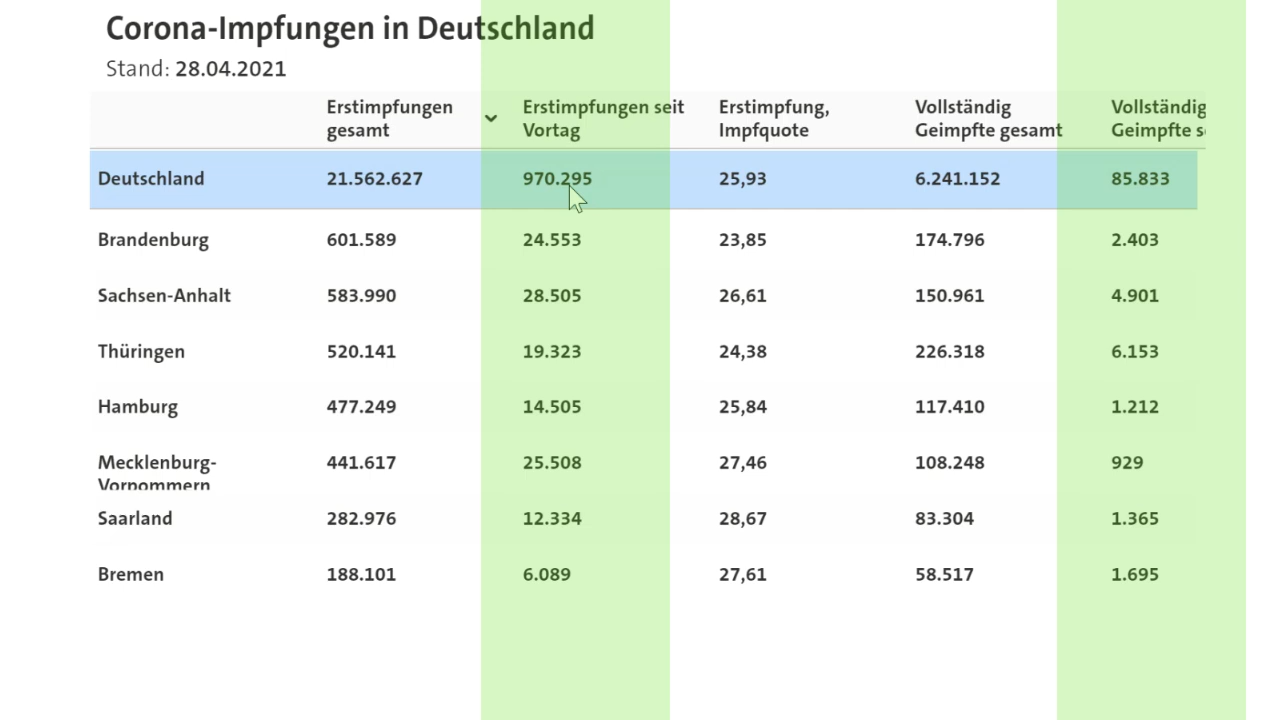 Corona-Impfungen in Deutschland
Stand: 28.04.2021
Erstimpfungen gesamt Erstimpfungen seit Vortag Erstimpfung, Impfquote Vollständig Geimpfte gesamt Vollständig Geimpfte
Deutschland 21.562.627 970.295 25,93 6.241.152 85.833
Brandenburg 601.589 24.553 23,85 174.796 2.403
Sachsen-Anhalt 583.990 28.505 26,61 150.961 4.901
Thüringen 520.141 19.323 24,38 226.318 6.153
Hamburg 477.249 14.505 25,84 117.410 1.212
Mecklenburg- 441.617 25.508 27,46 108.248 929
Vorpommern
Saarland 282.976 12.334 28,67 83.304 1.365
Bremen 188.101 6.089 27,61 58.517 1.695